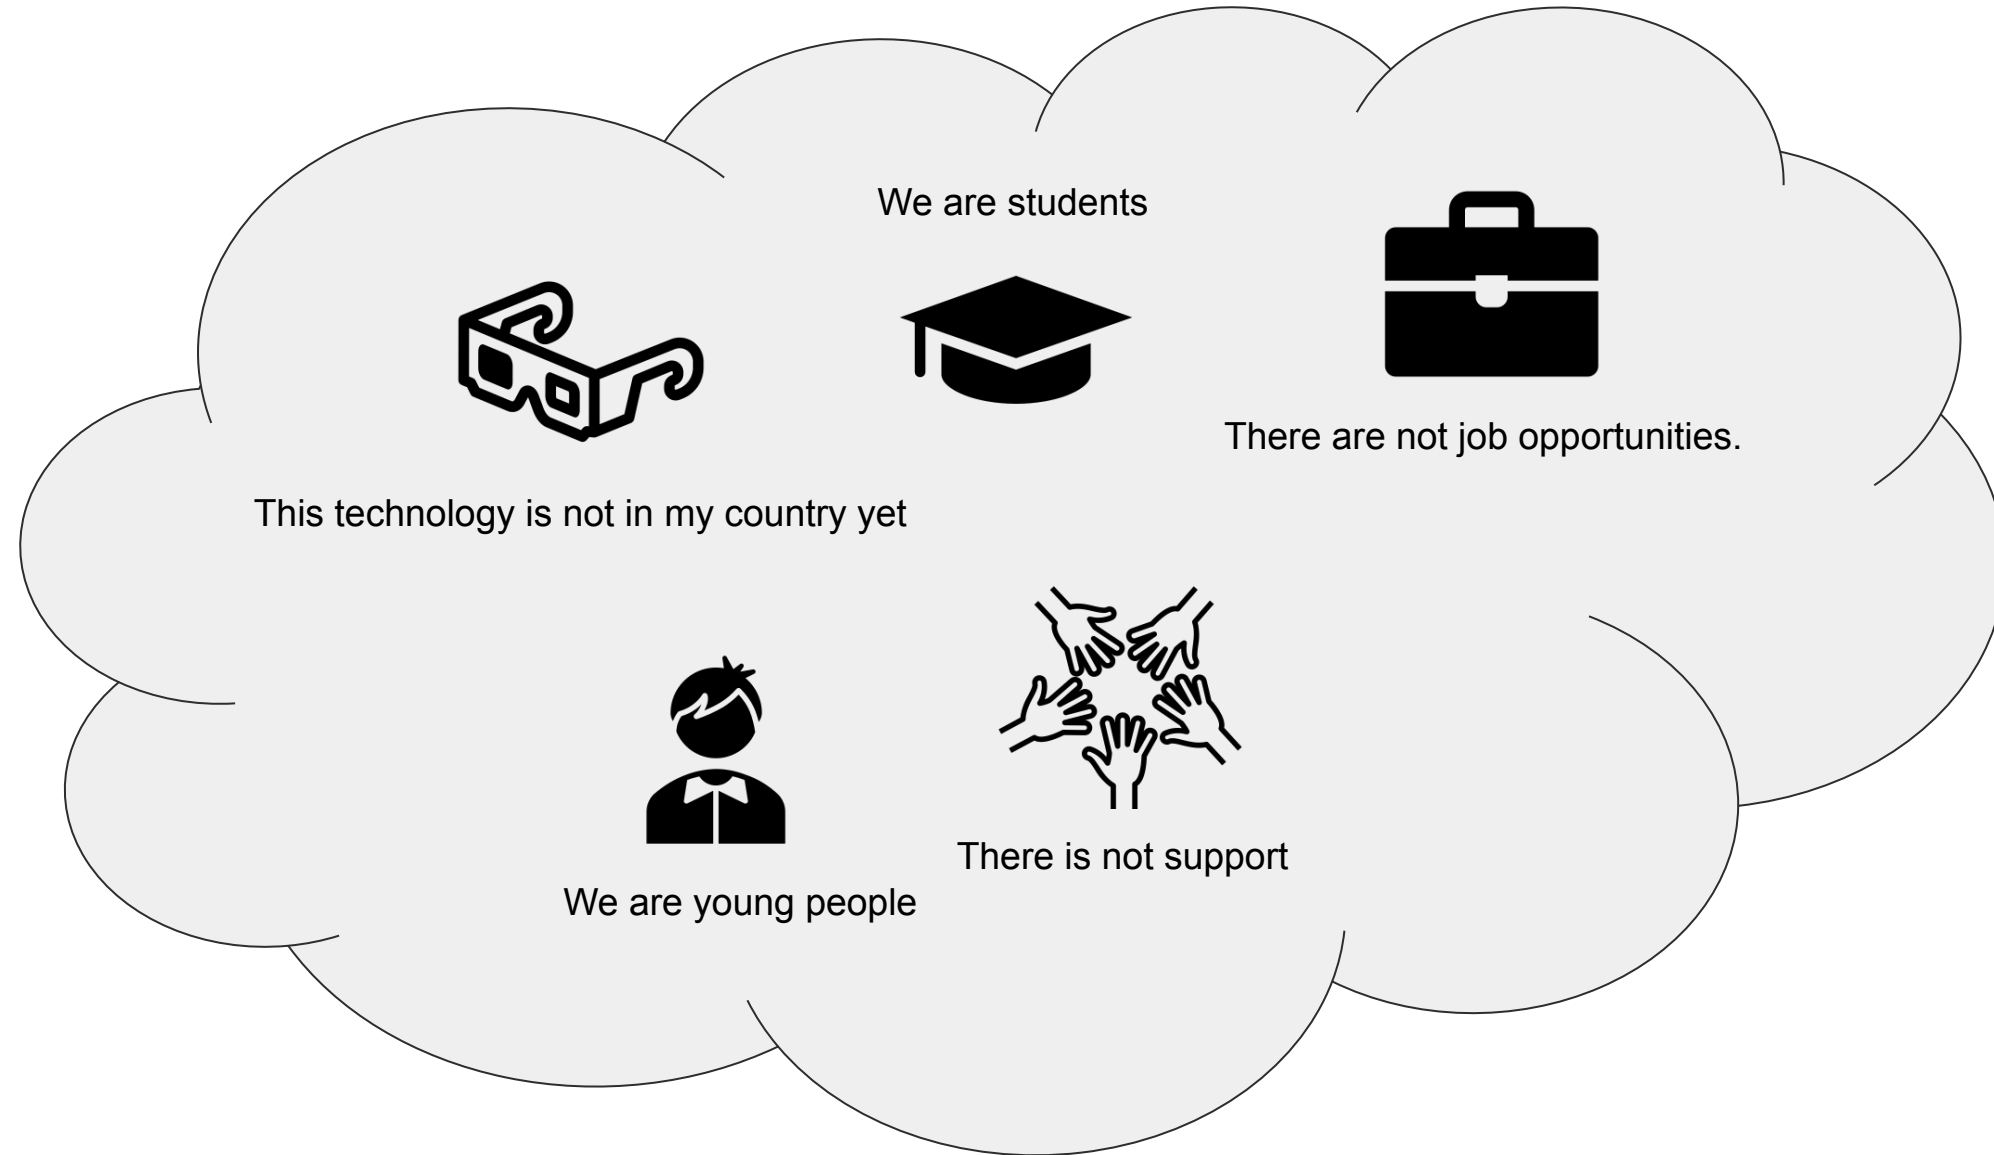 We are students
There are not job opportunities.
This technology is not in my country yet
There is not support
We are young people